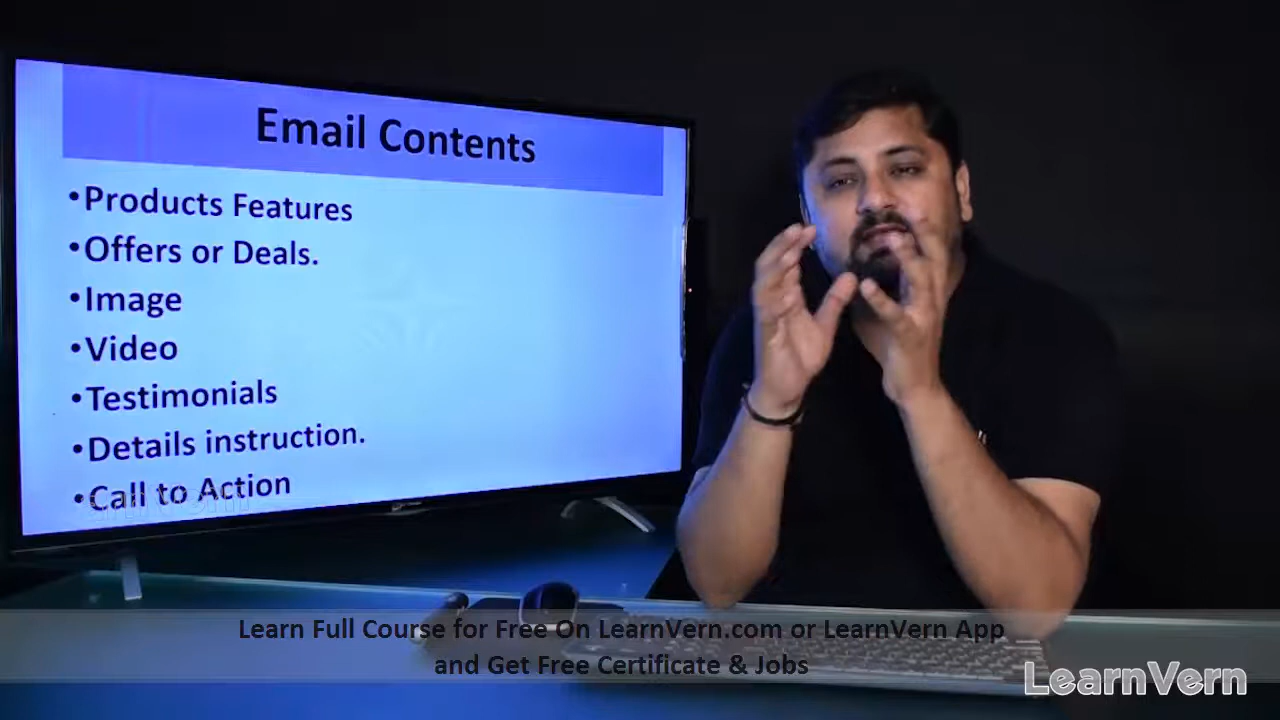 Email Contents
•Products Features
•Offers or Deals.
•Image
•Video
•Testimonials
•Details instruction.
•Call to Action
Learn Full Course for Free On LearnVern.com or LearnVern App
and Get Free Certificate & Jobs
LearnVern